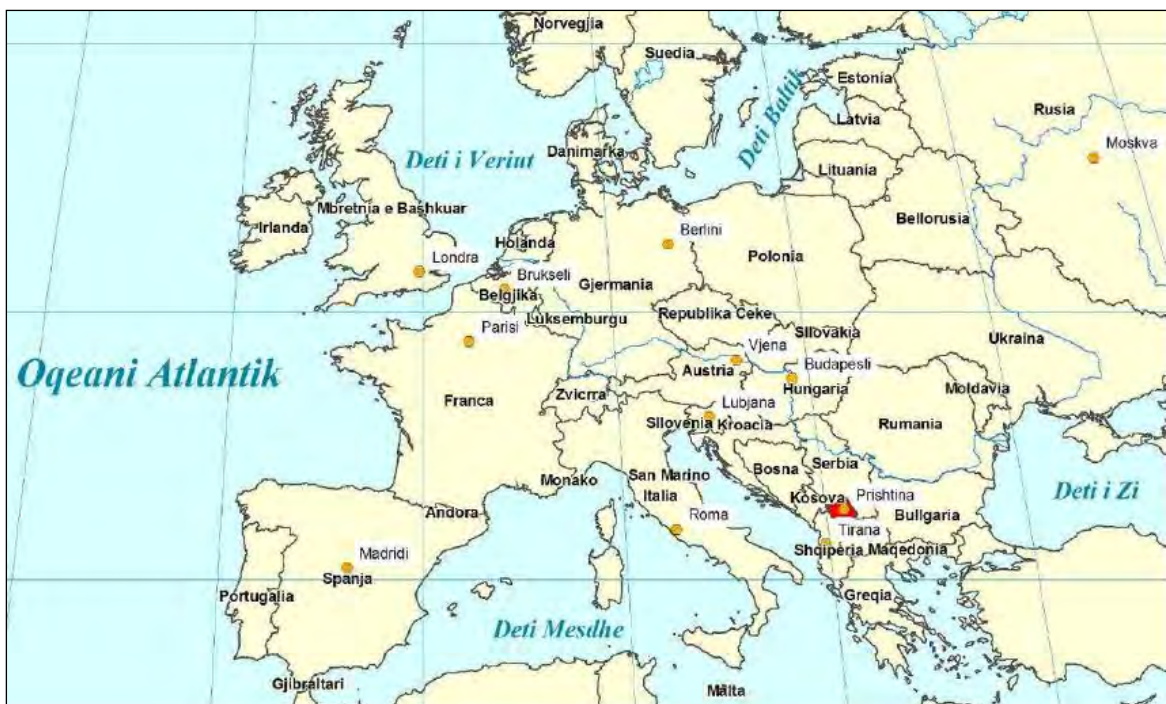 Norvegjia
Suedia
Estonia
Rusia
Latvia
Deti Baltik
Moskva
Deti i Veriut
Danimarka
Lituania
Mbretnia e Bashkuar
Bellorusia
Irlanda
Holanda
Berlini
Polonia
Londra
Brukseli
Gjermania
Belgjika
Luksemburgu
Republika Ceke
Parisi
Sllovakia
Ukraina
Vjena
Oqeani Atlantik
Austria
Budapesti
Hungaria
Moldavia
Zvicrra
Franca
Lubjana
Sllovenia
Kroacia
Rumania
Bosna
Serbia
San Marino
Monako
Italia
Kosova
Prishtina
Deti i Zi
Andora
Roma
Bullgaria
Tirana
Shqiperia
Maqedonia
Madridi
Spanja
Portugalia
Greqia
Deti Mesdhe
Gjibraltari
Malta